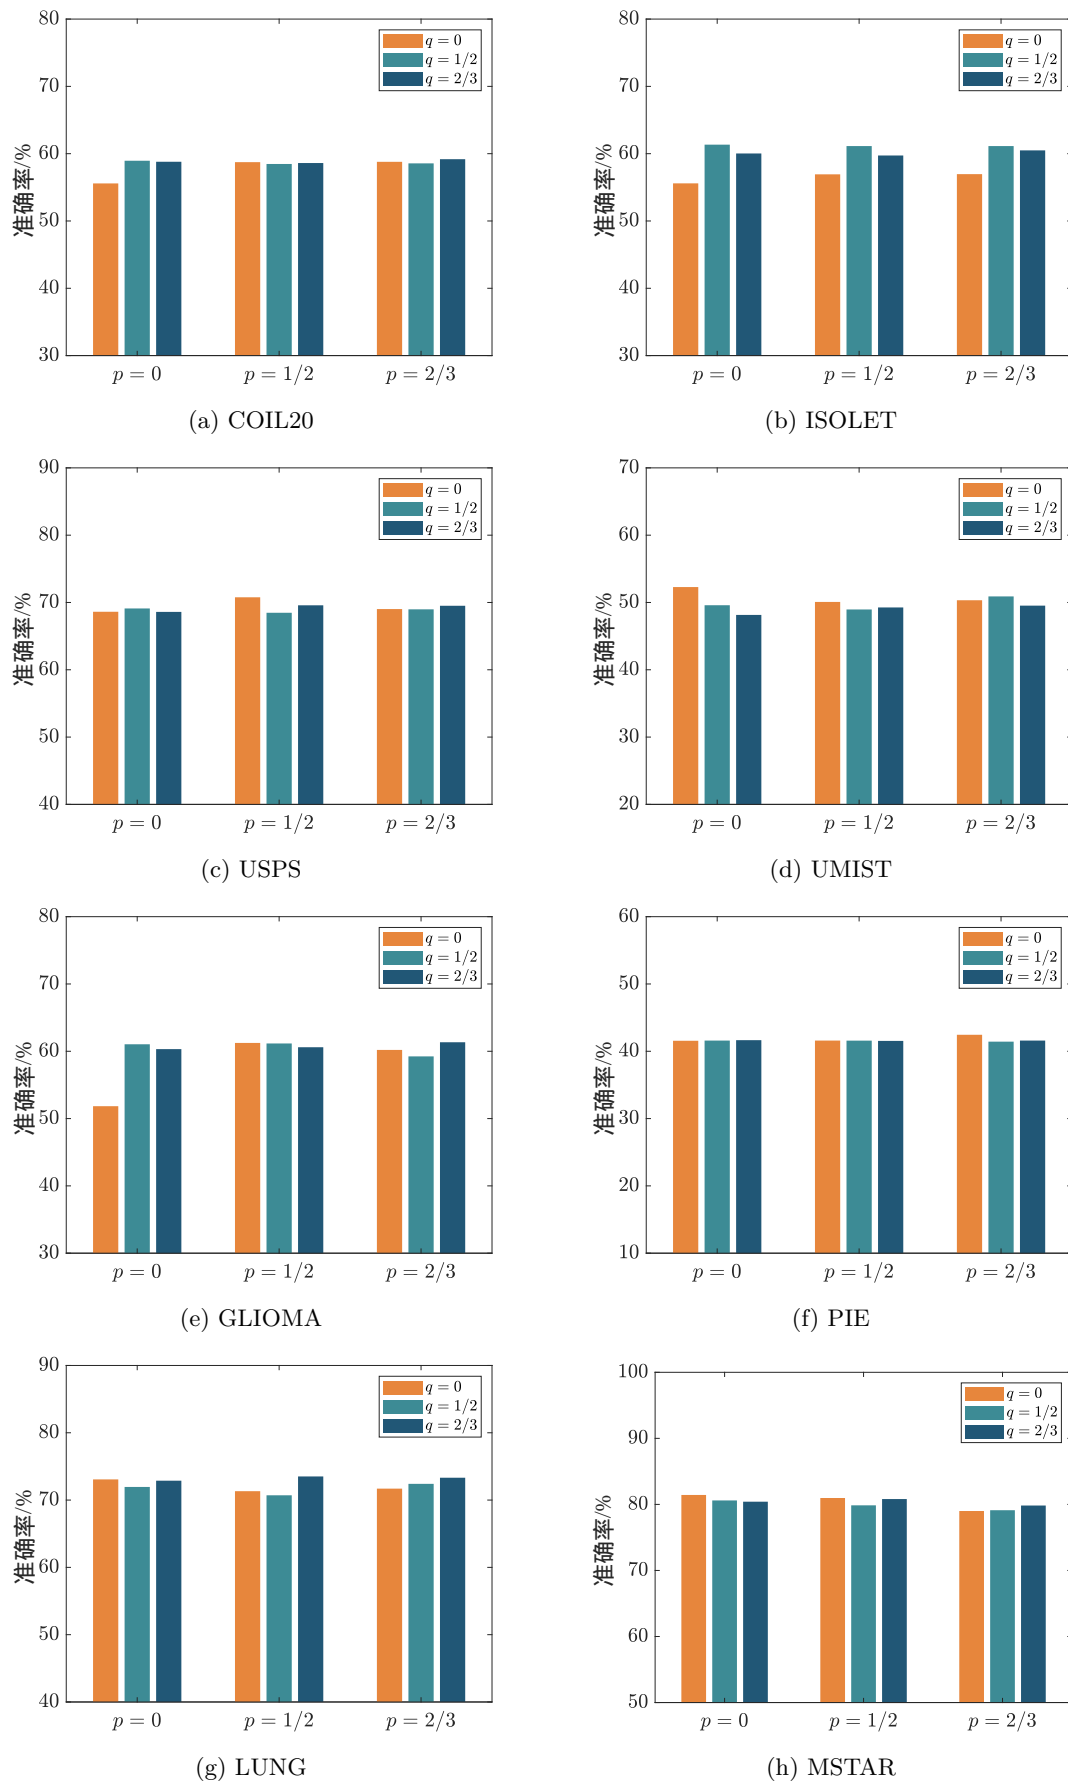 80
70
60
50
40
30
准确率/%
q = 0
q = 1/2
q = 2/3
p = 0
p = 1/2
p = 2/3
(a) COIL20
80
70
60
50
40
30
准确率/%
q = 0
q = 1/2
q = 2/3
p = 0
p = 1/2
p = 2/3
(b) ISOLET
90
80
70
60
50
40
准确率/%
q = 0
q = 1/2
q = 2/3
p = 0
p = 1/2
p = 2/3
(c) USPS
70
60
50
40
30
20
准确率/%
q = 0
q = 1/2
q = 2/3
p = 0
p = 1/2
p = 2/3
(d) UMIST
80
70
60
50
40
30
准确率/%
q = 0
q = 1/2
q = 2/3
p = 0
p = 1/2
p = 2/3
(e) GLIOMA
60
50
40
30
20
10
准确率/%
q = 0
q = 1/2
q = 2/3
p = 0
p = 1/2
p = 2/3
(f) PIE
90
80
70
60
50
40
准确率/%
q = 0
q = 1/2
q = 2/3
p = 0
p = 1/2
p = 2/3
(g) LUNG
100
90
80
70
60
50
准确率/%
q = 0
q = 1/2
q = 2/3
p = 0
p = 1/2
p = 2/3
(h) MSTAR